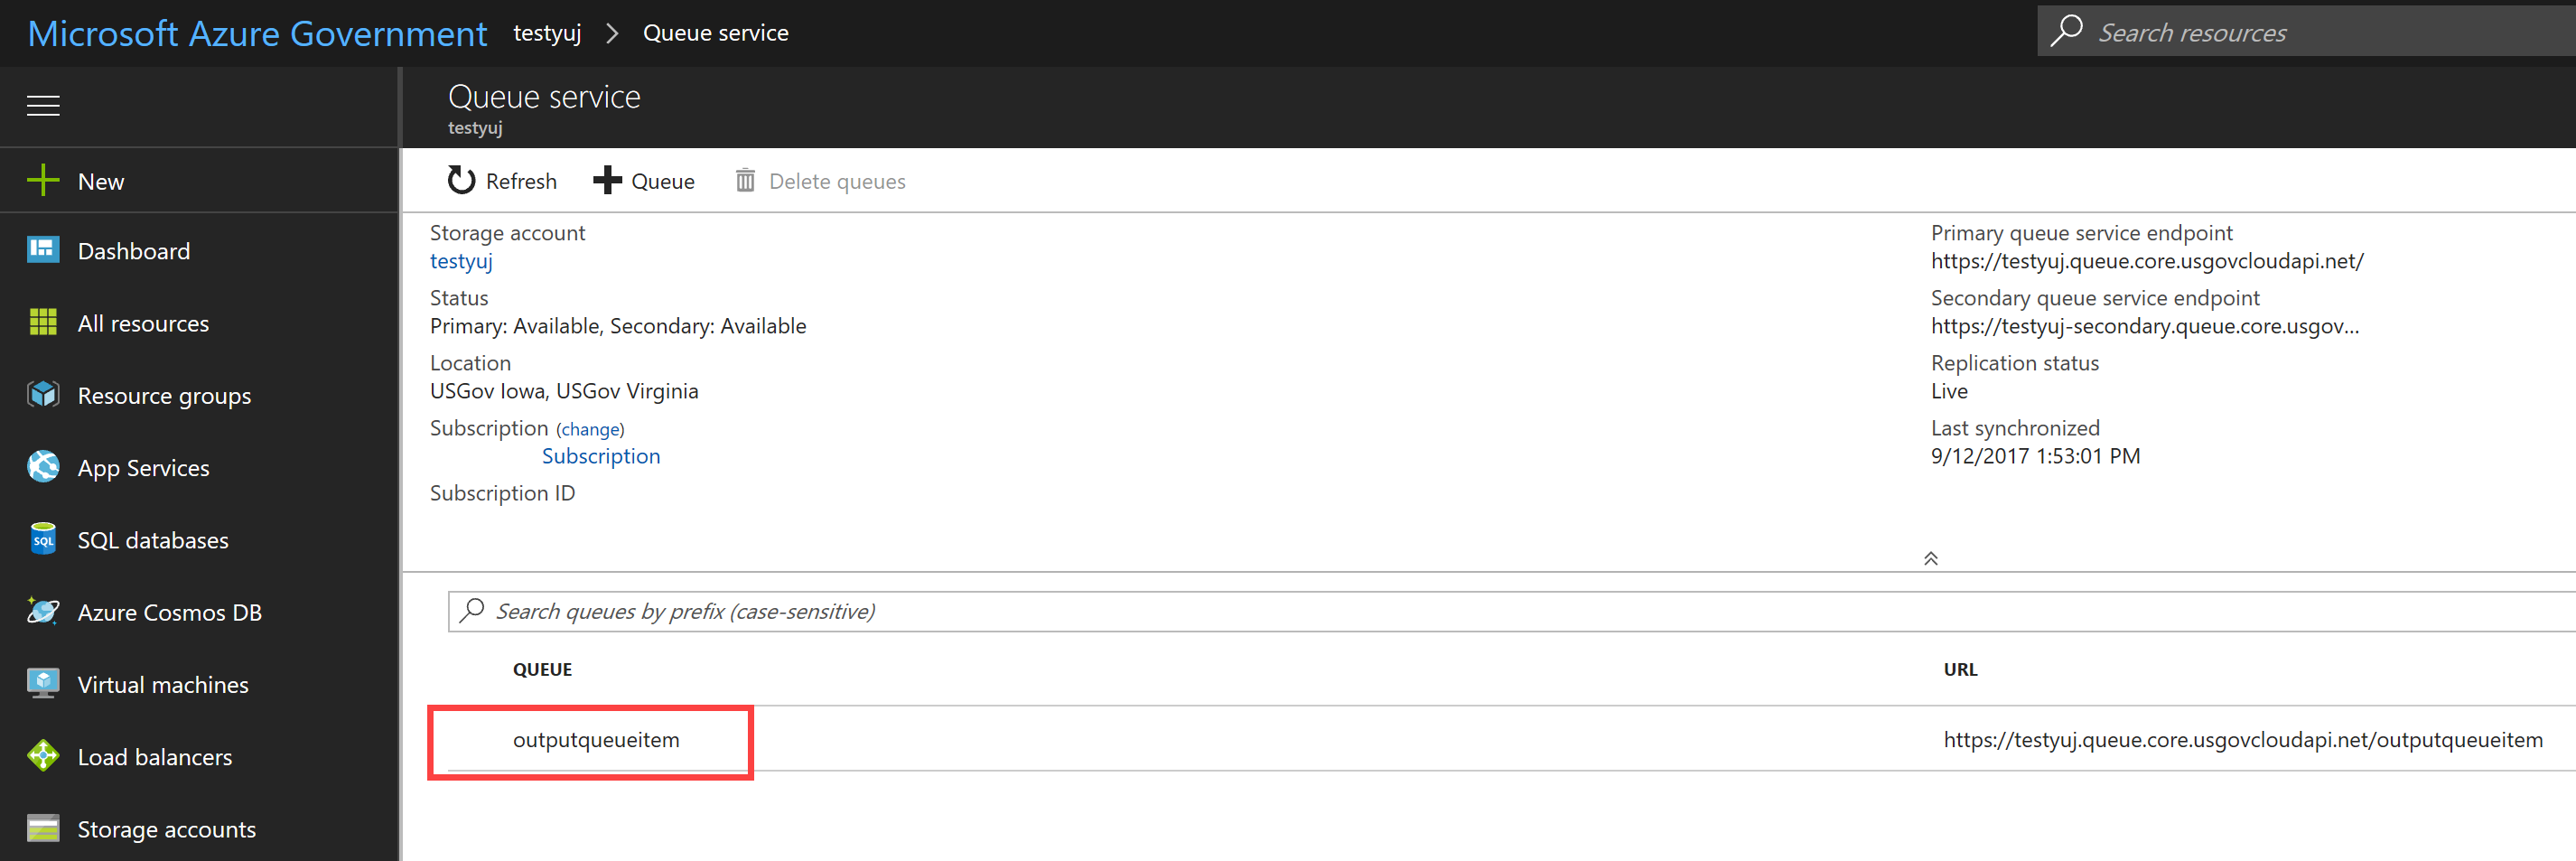 Microsoft Azure Government testyuj > Queue service Search resources
Queue service
testyuj
New
Dashboard
All resources
Resource groups
App Services
SQL SQL databases
Azure Cosmos DB
Virtual machines
Load balancers
Storage accounts
Refresh Queue Delete queues
Storage account
testyuj
Status
Primary: Available, Secondary: Available
Location
USGov Iowa, USGov Virginia
Subscription (change)
Subscription
Subscription ID
Primary queue service endpoint
https://testyuj.queue.core.usgovcloudapi.net/
Secondary queue service endpoint
https://testyuj-secondary.queue.core.usgov...
Replication status
Live
Last synchronized
9/12/2017 1:53:01 PM
Search queues by prefix (case-sensitive)
QUEUE URL
outputqueueitem https://testyuj.queue.core.usgovcloudapi.net/outputqueueitem